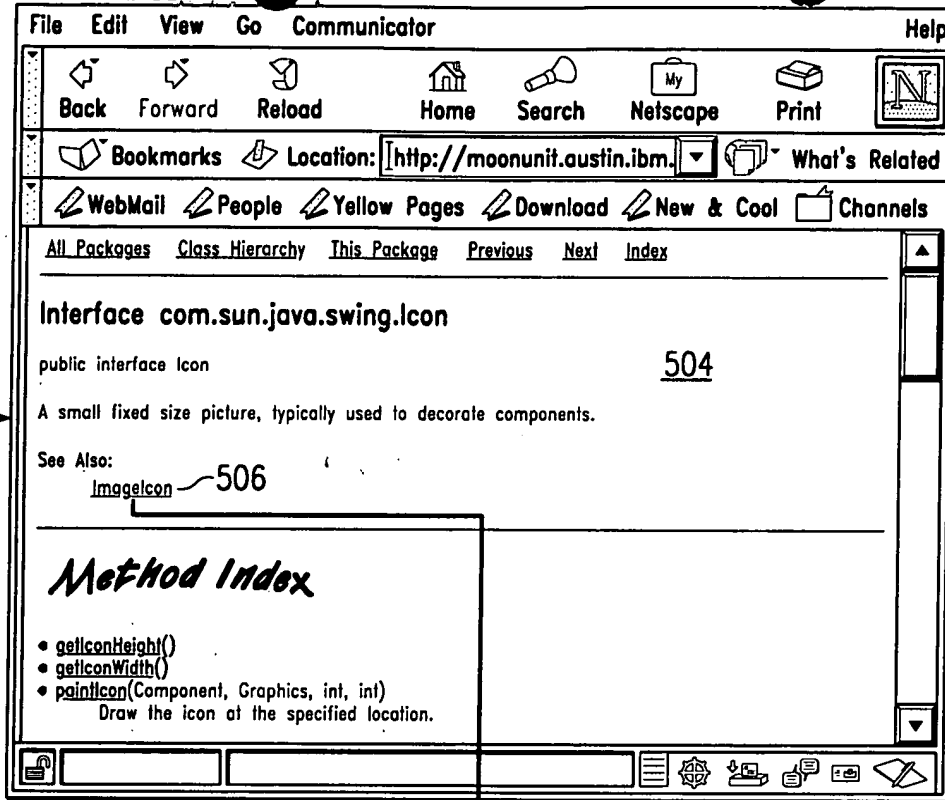 File Edit View Go Communicator Help
Back Forward Reload Home Search My Netscape Print N
Bookmarks Location: http://moonunit.austin.ibm. What's Related
WebMail People Yellow Pages Download New & Cool Channels
All Packages Class Hierarchy This Package Previous Next Index
Interface com.sun.java.swing.Icon
public interface Icon 504
A small fixed size picture, typically used to decorate components.
See Also:
ImageIcon 506
Method Index
• getIconHeight()
• getIconWidth()
• paintIcon(Component, Graphics, int, int)
Draw the icon at the specified location.